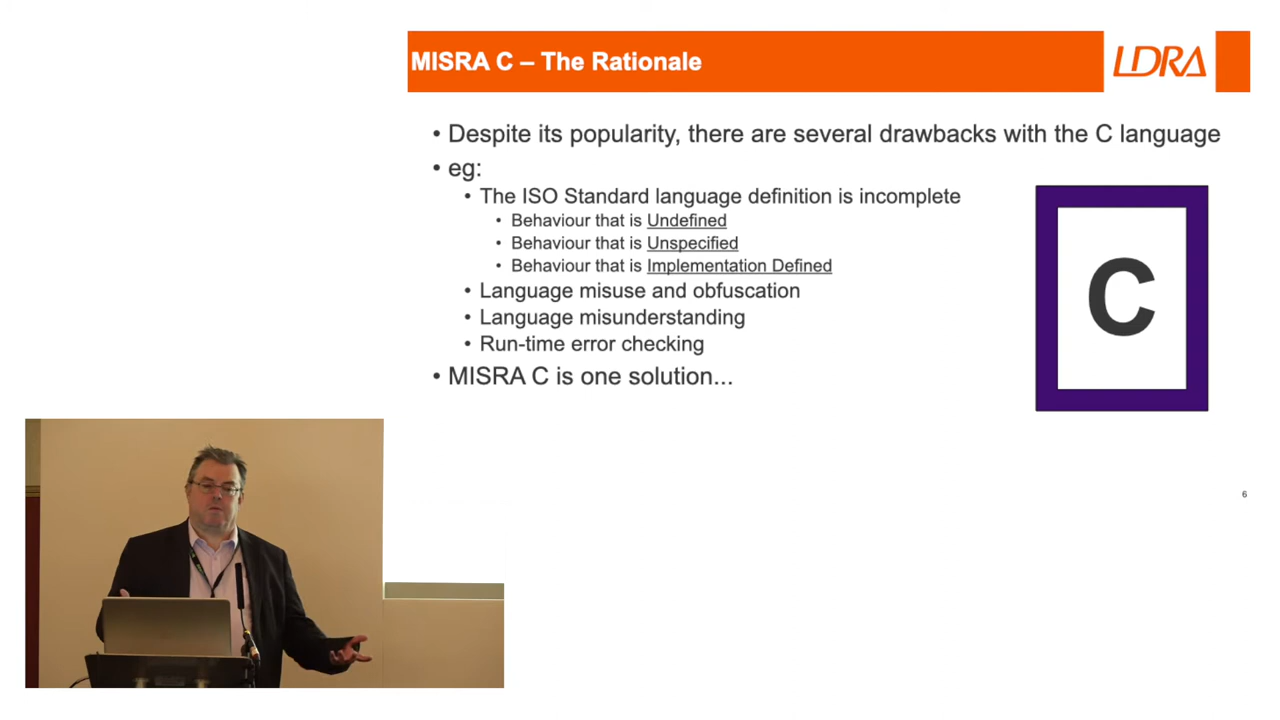 MISRA C – The Rationale
LDRA
• Despite its popularity, there are several drawbacks with the C language
• eg:
• The ISO Standard language definition is incomplete
• Behaviour that is Undefined
• Behaviour that is Unspecified
• Behaviour that is Implementation Defined
• Language misuse and obfuscation
• Language misunderstanding
• Run-time error checking
• MISRA C is one solution...
C
6